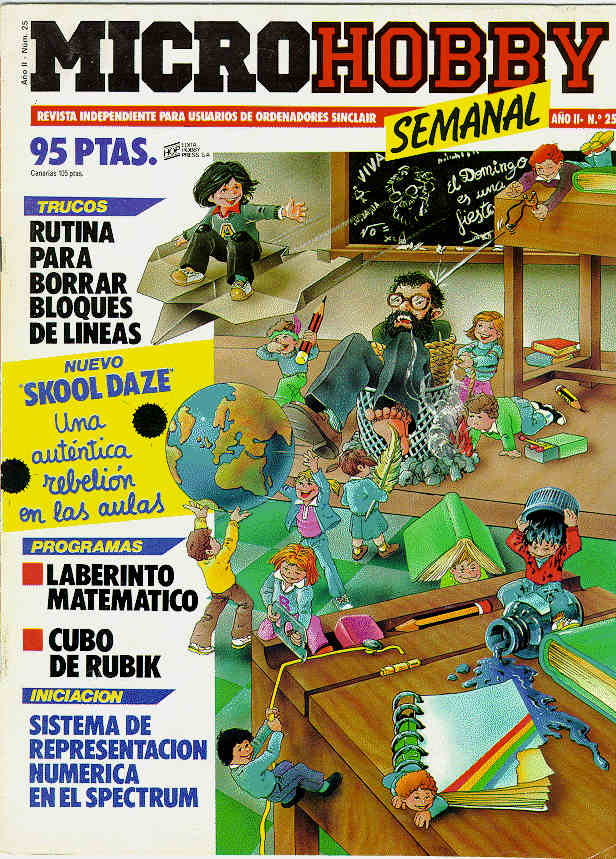 Año II - Núm. 25
MICROHOBBY
REVISTA INDEPENDIENTE PARA USUARIOS DE ORDENADORES SINCLAIR
SEMANAL
AÑO II- N.º 25
95 PTAS.
Canarias 105 ptas.
HOP
EDITA
HOBBY
PRESS S.A
VIVA
el Domingo
es una
fiesta
TRUCOS
RUTINA
PARA
BORRAR
BLOQUES
DE LINEAS
NUEVO
"SKOOL DAZE"
Una
auténtica
rebelión
en las aulas
PROGRAMAS
LABERINTO
MATEMATICO
CUBO
DE RUBIK
INICIACION
SISTEMA DE
REPRESENTACION
NUMERICA
EN EL SPECTRUM